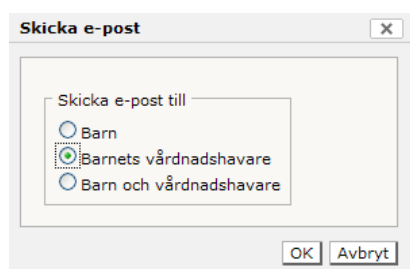 Skicka e-post
Skicka e-post till
Barn
Barnets vårdnadshavare
Barn och vårdnadshavare
OK Avbryt